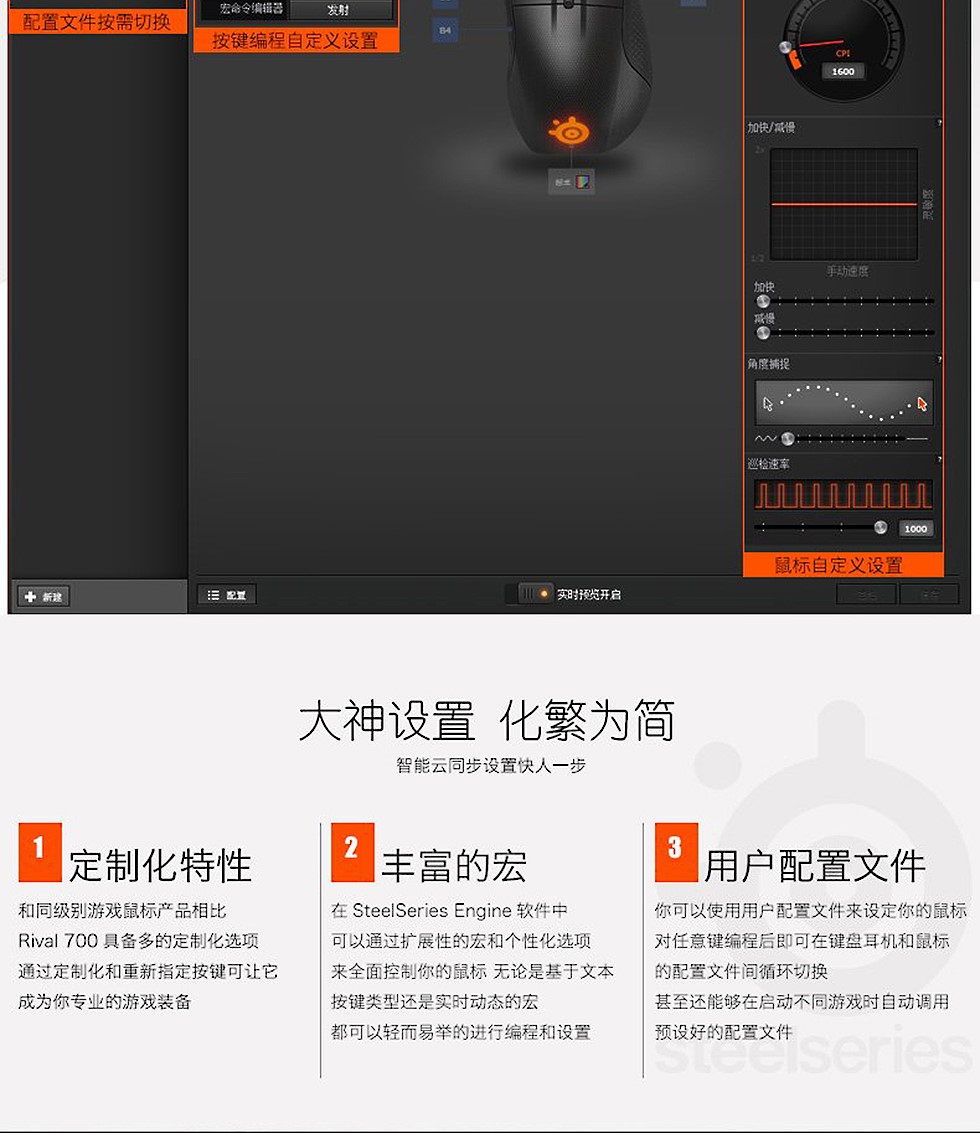 配置文件按需切换
宏命令编辑器
发射
按键编程自定义设置
B4
CPI
1600
加快/减慢
2x
灵敏度
1/2
手动速度
加快
减慢
角度捕捉
巡检速率
1000
鼠标自定义设置
新建
配置
实时预览开启
大神设置 化繁为简
智能云同步设置快人一步
1 定制化特性
和同级别游戏鼠标产品相比
Rival 700 具备多的定制化选项
通过定制化和重新指定按键可让它
成为你专业的游戏装备
2 丰富的宏
在 SteelSeries Engine 软件中
可以通过扩展性的宏和个性化选项
来全面控制你的鼠标 无论是基于文本
按键类型还是实时动态的宏
都可以轻而易举的进行编程和设置
3 用户配置文件
你可以使用用户配置文件来设定你的鼠标
对任意键编程后即可在键盘耳机和鼠标
的配置文件间循环切换
甚至还能够在启动不同游戏时自动调用
预设好的配置文件
steelseries